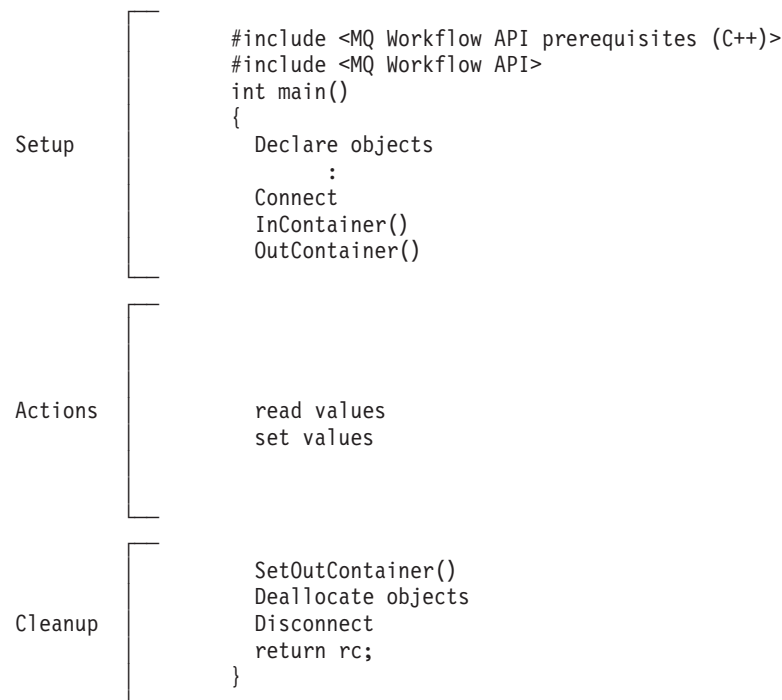 #include <MQ Workflow API prerequisites (C++)>
#include <MQ Workflow API>
int main()
{
Setup Declare objects
:
Connect
InContainer()
OutContainer()
Actions read values
set values
SetOutContainer()
Deallocate objects
Cleanup Disconnect
return rc;
}